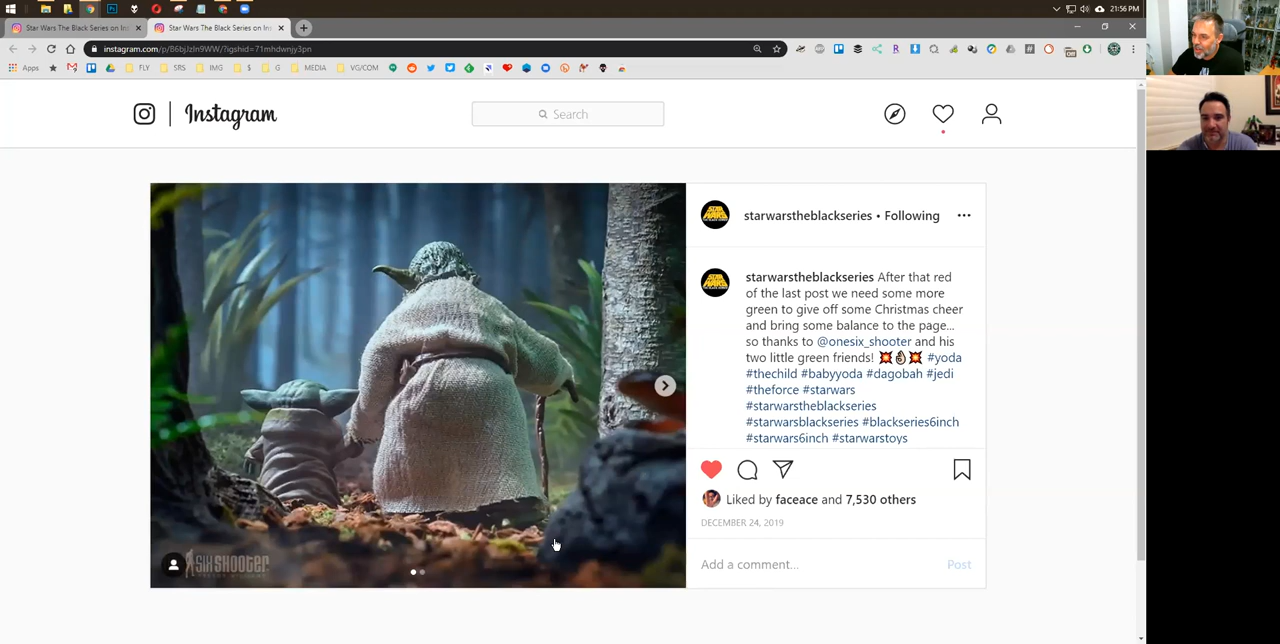 21:56 PM
Star Wars The Black Series on In
Star Wars The Black Series on In
instagram.com/p/B6bjJzIn9WW/?igshid=71mhdwnjy3pn
Apps
FLY
SRS
IMG
$
G
MEDIA
VG/COM
Instagram
Search
starwarstheblackseries • Following
starwarstheblackseries After that red
of the last post we need some more
green to give off some Christmas cheer
and bring some balance to the page...
so thanks to @onesix_shooter and his
two little green friends! #yoda
#thechild #babyyoda #dagobah #jedi
#theforce #starwars
#starwarstheblackseries
#starwarsblackseries #blackseries6inch
#starwars6inch #starwarstoys
Liked by faceace and 7,530 others
DECEMBER 24, 2019
Add a comment...
Post
SIXSHOOTER